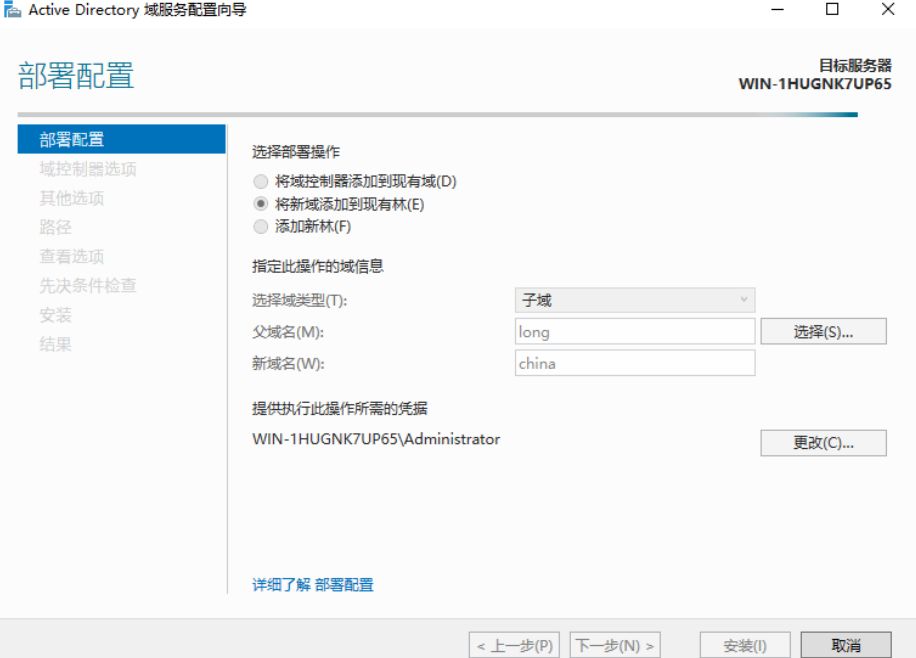 Active Directory 域服务配置向导
部署配置
目标服务器
WIN-1HUGNK7UP65
部署配置
域控制器选项
其他选项
路径
查看选项
先决条件检查
安装
结果
选择部署操作
将域控制器添加到现有域(D)
将新域添加到现有林(E)
添加新林(F)
指定此操作的域信息
选择域类型(T): 子域
父域名(M): long 选择(S)...
新域名(W): china
提供执行此操作所需的凭据
WIN-1HUGNK7UP65\Administrator 更改(C)...
详细了解 部署配置
< 上一步(P) 下一步(N) > 安装(I) 取消